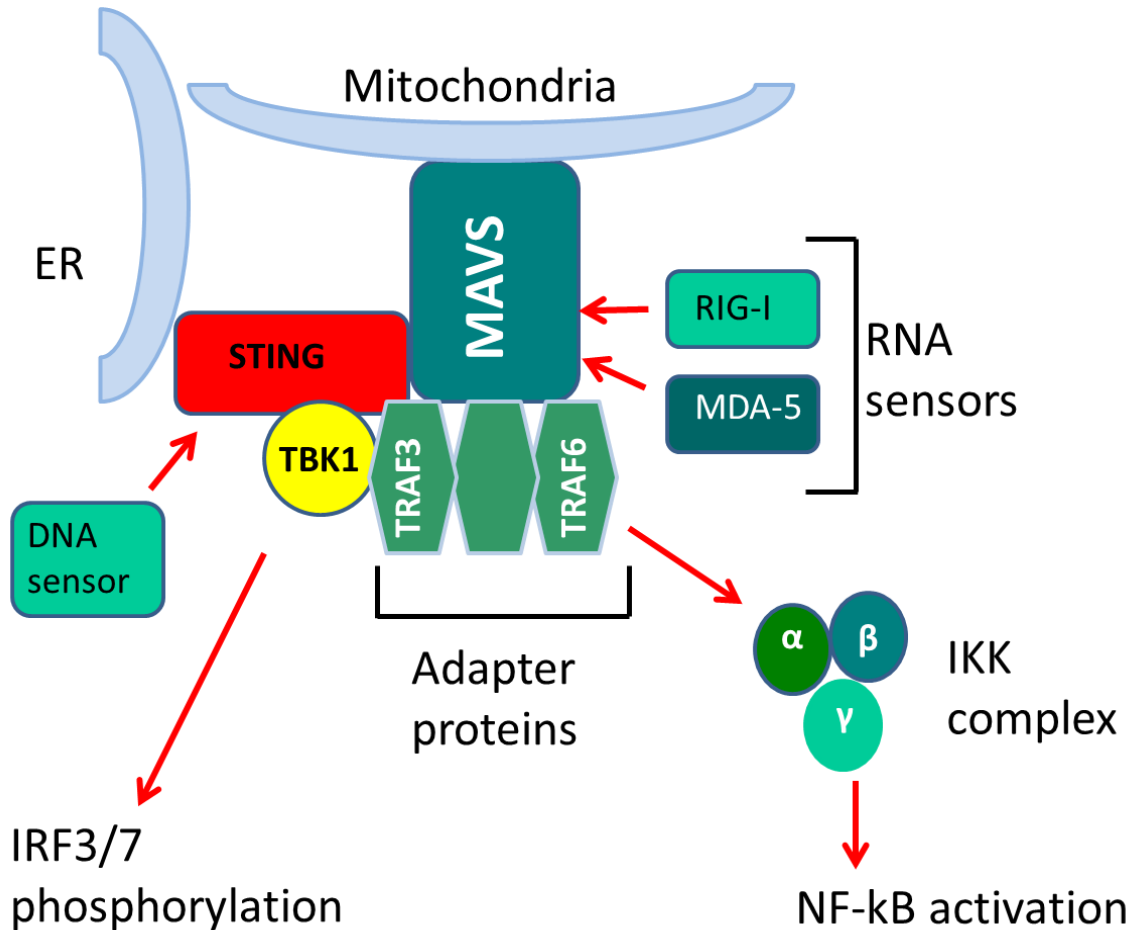 Mitochondria
ER
MAVS
STING
RIG-I
MDA-5
RNA
sensors
TBK1
TRAF3
TRAF6
DNA
sensor
Adapter
proteins
α
β
γ
IKK
complex
IRF3/7
phosphorylation
NF-kB activation